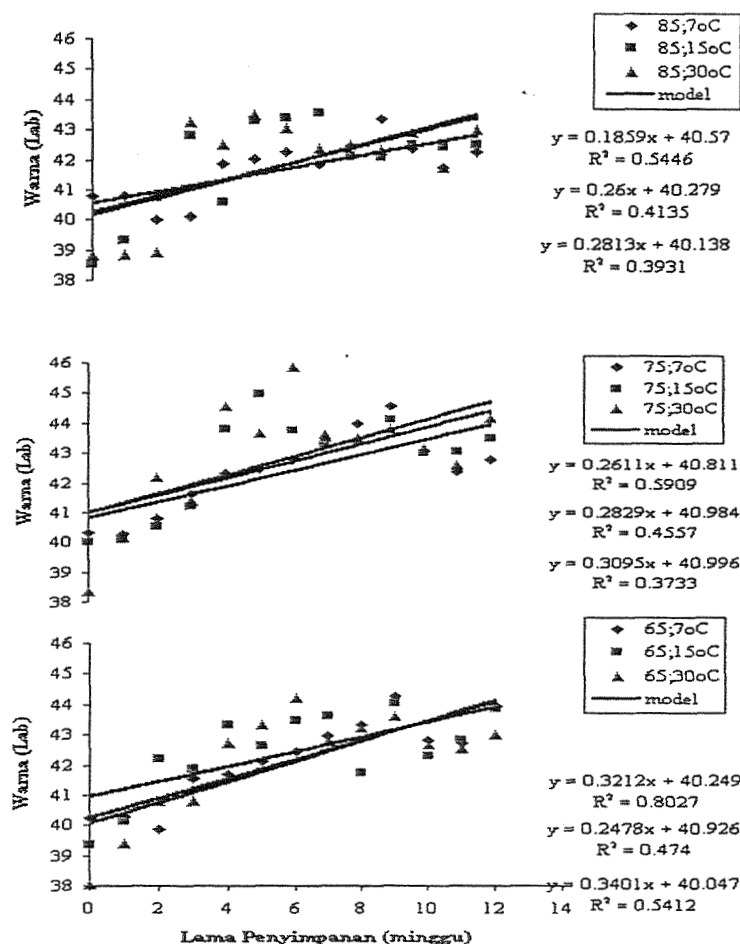 46
45
44
43
42
41
40
39
38
Warna (Lab)
85;7oC
85;15oC
85;30oC
model
y = 0.1859x + 40.57
R² = 0.5446
y = 0.26x + 40.279
R² = 0.4135
y = 0.2813x + 40.138
R² = 0.3931
46
45
44
43
42
41
40
39
38
Warna (Lab)
75;7oC
75;15oC
75;30oC
model
y = 0.2611x + 40.811
R² = 0.5909
y = 0.2829x + 40.984
R² = 0.4557
y = 0.3095x + 40.996
R² = 0.3733
46
45
44
43
42
41
40
39
38
Warna (Lab)
65;7oC
65;15oC
65;30oC
model
y = 0.3212x + 40.249
R² = 0.8027
y = 0.2478x + 40.926
R² = 0.474
y = 0.3401x + 40.047
R² = 0.5412
0 2 4 6 8 10 12 14
Lama Penyimpanan (minggu)